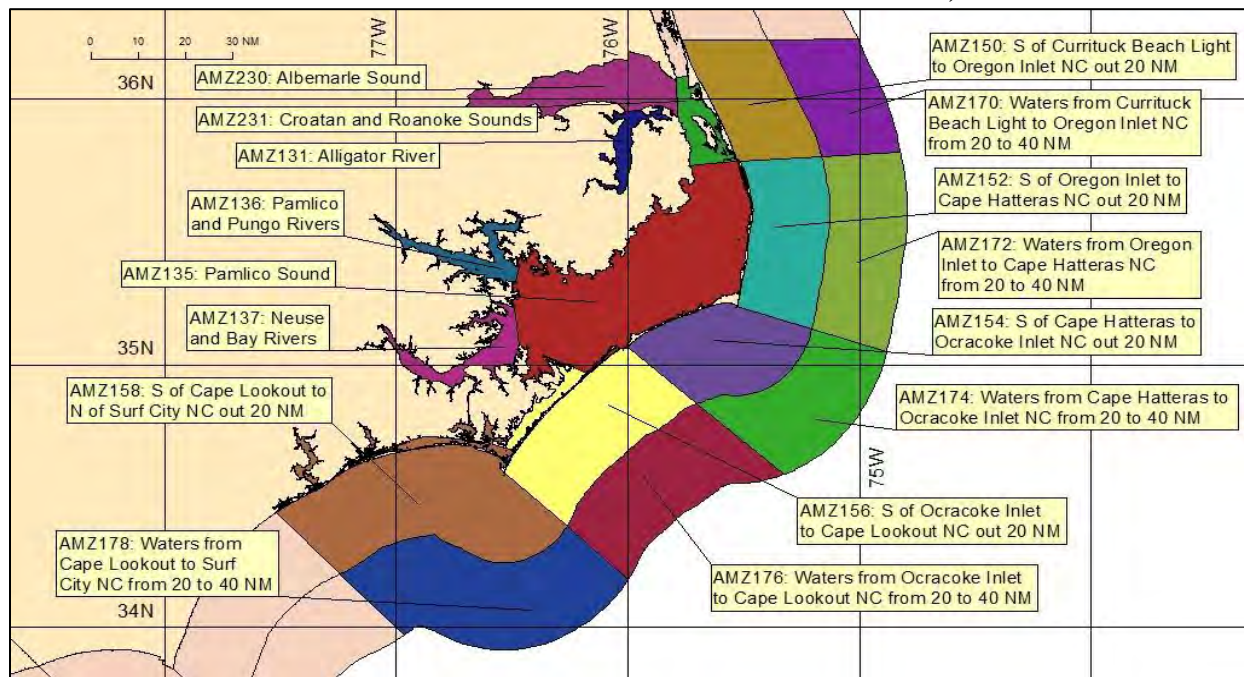 0 10 20 30 NM
77W
76W
36N
AMZ230: Albemarle Sound
AMZ231: Croatan and Roanoke Sounds
AMZ131: Alligator River
AMZ136: Pamlico
and Pungo Rivers
AMZ135: Pamlico Sound
AMZ137: Neuse
and Bay Rivers
35N
AMZ158: S of Cape Lookout to
N of Surf City NC out 20 NM
AMZ178: Waters from
Cape Lookout to Surf
City NC from 20 to 40 NM
34N
AMZ150: S of Currituck Beach Light
to Oregon Inlet NC out 20 NM
AMZ170: Waters from Currituck
Beach Light to Oregon Inlet NC
from 20 to 40 NM
AMZ152: S of Oregon Inlet to
Cape Hatteras NC out 20 NM
AMZ172: Waters from Oregon
Inlet to Cape Hatteras NC
from 20 to 40 NM
AMZ154: S of Cape Hatteras to
Ocracoke Inlet NC out 20 NM
AMZ174: Waters from Cape Hatteras to
Ocracoke Inlet NC from 20 to 40 NM
75W
AMZ156: S of Ocracoke Inlet
to Cape Lookout NC out 20 NM
AMZ176: Waters from Ocracoke Inlet
to Cape Lookout NC from 20 to 40 NM